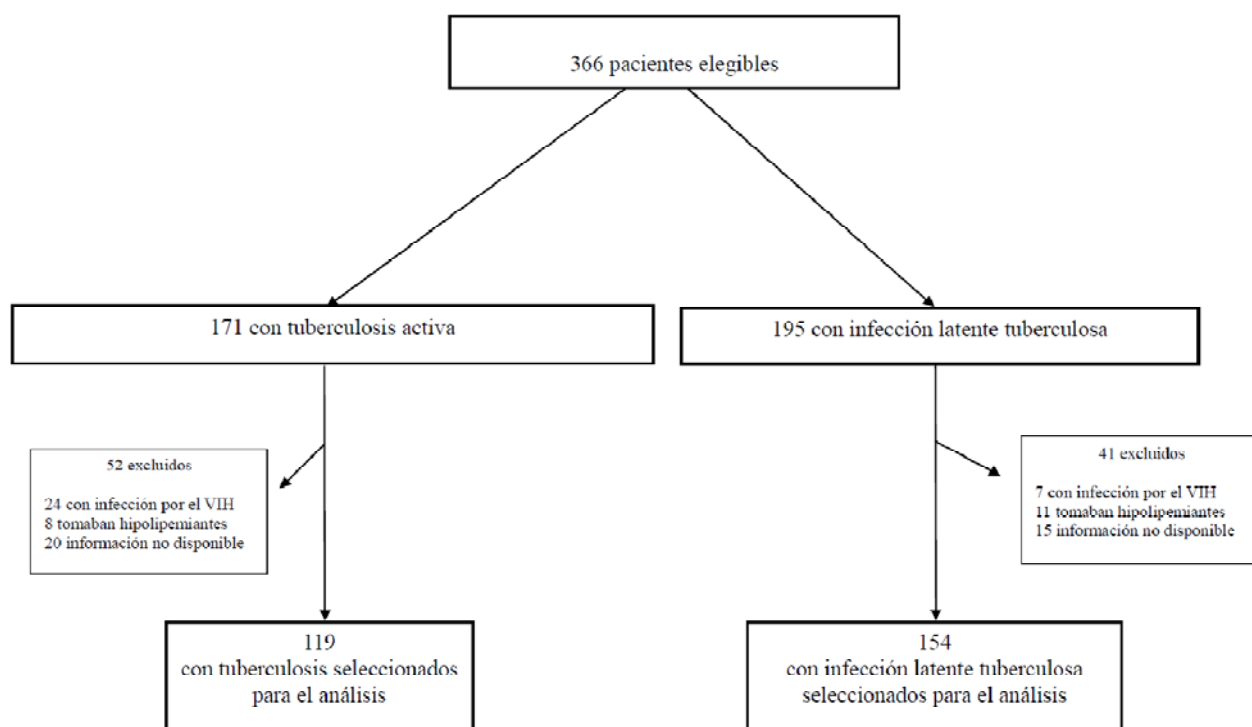 366 pacientes elegibles
171 con tuberculosis activa
195 con infección latente tuberculosa
52 excluidos
24 con infección por el VIH
8 tomaban hipolipemiantes
20 información no disponible
41 excluidos
7 con infección por el VIH
11 tomaban hipolipemiantes
15 información no disponible
119
con tuberculosis seleccionados
para el análisis
154
con infección latente tuberculosa
seleccionados para el análisis